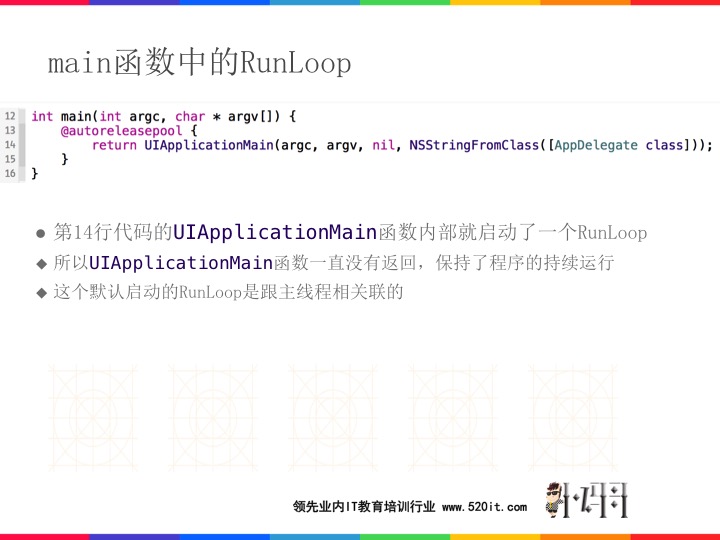 main函数中的RunLoop
12 int main(int argc, char * argv[]) {
13     @autoreleasepool {
14         return UIApplicationMain(argc, argv, nil, NSStringFromClass([AppDelegate class]));
15     }
16 }
● 第14行代码的UIApplicationMain函数内部就启动了一个RunLoop
◆ 所以UIApplicationMain函数一直没有返回，保持了程序的持续运行
◆ 这个默认启动的RunLoop是跟主线程相关联的
领先业内IT教育培训行业 www.520it.com 小码哥